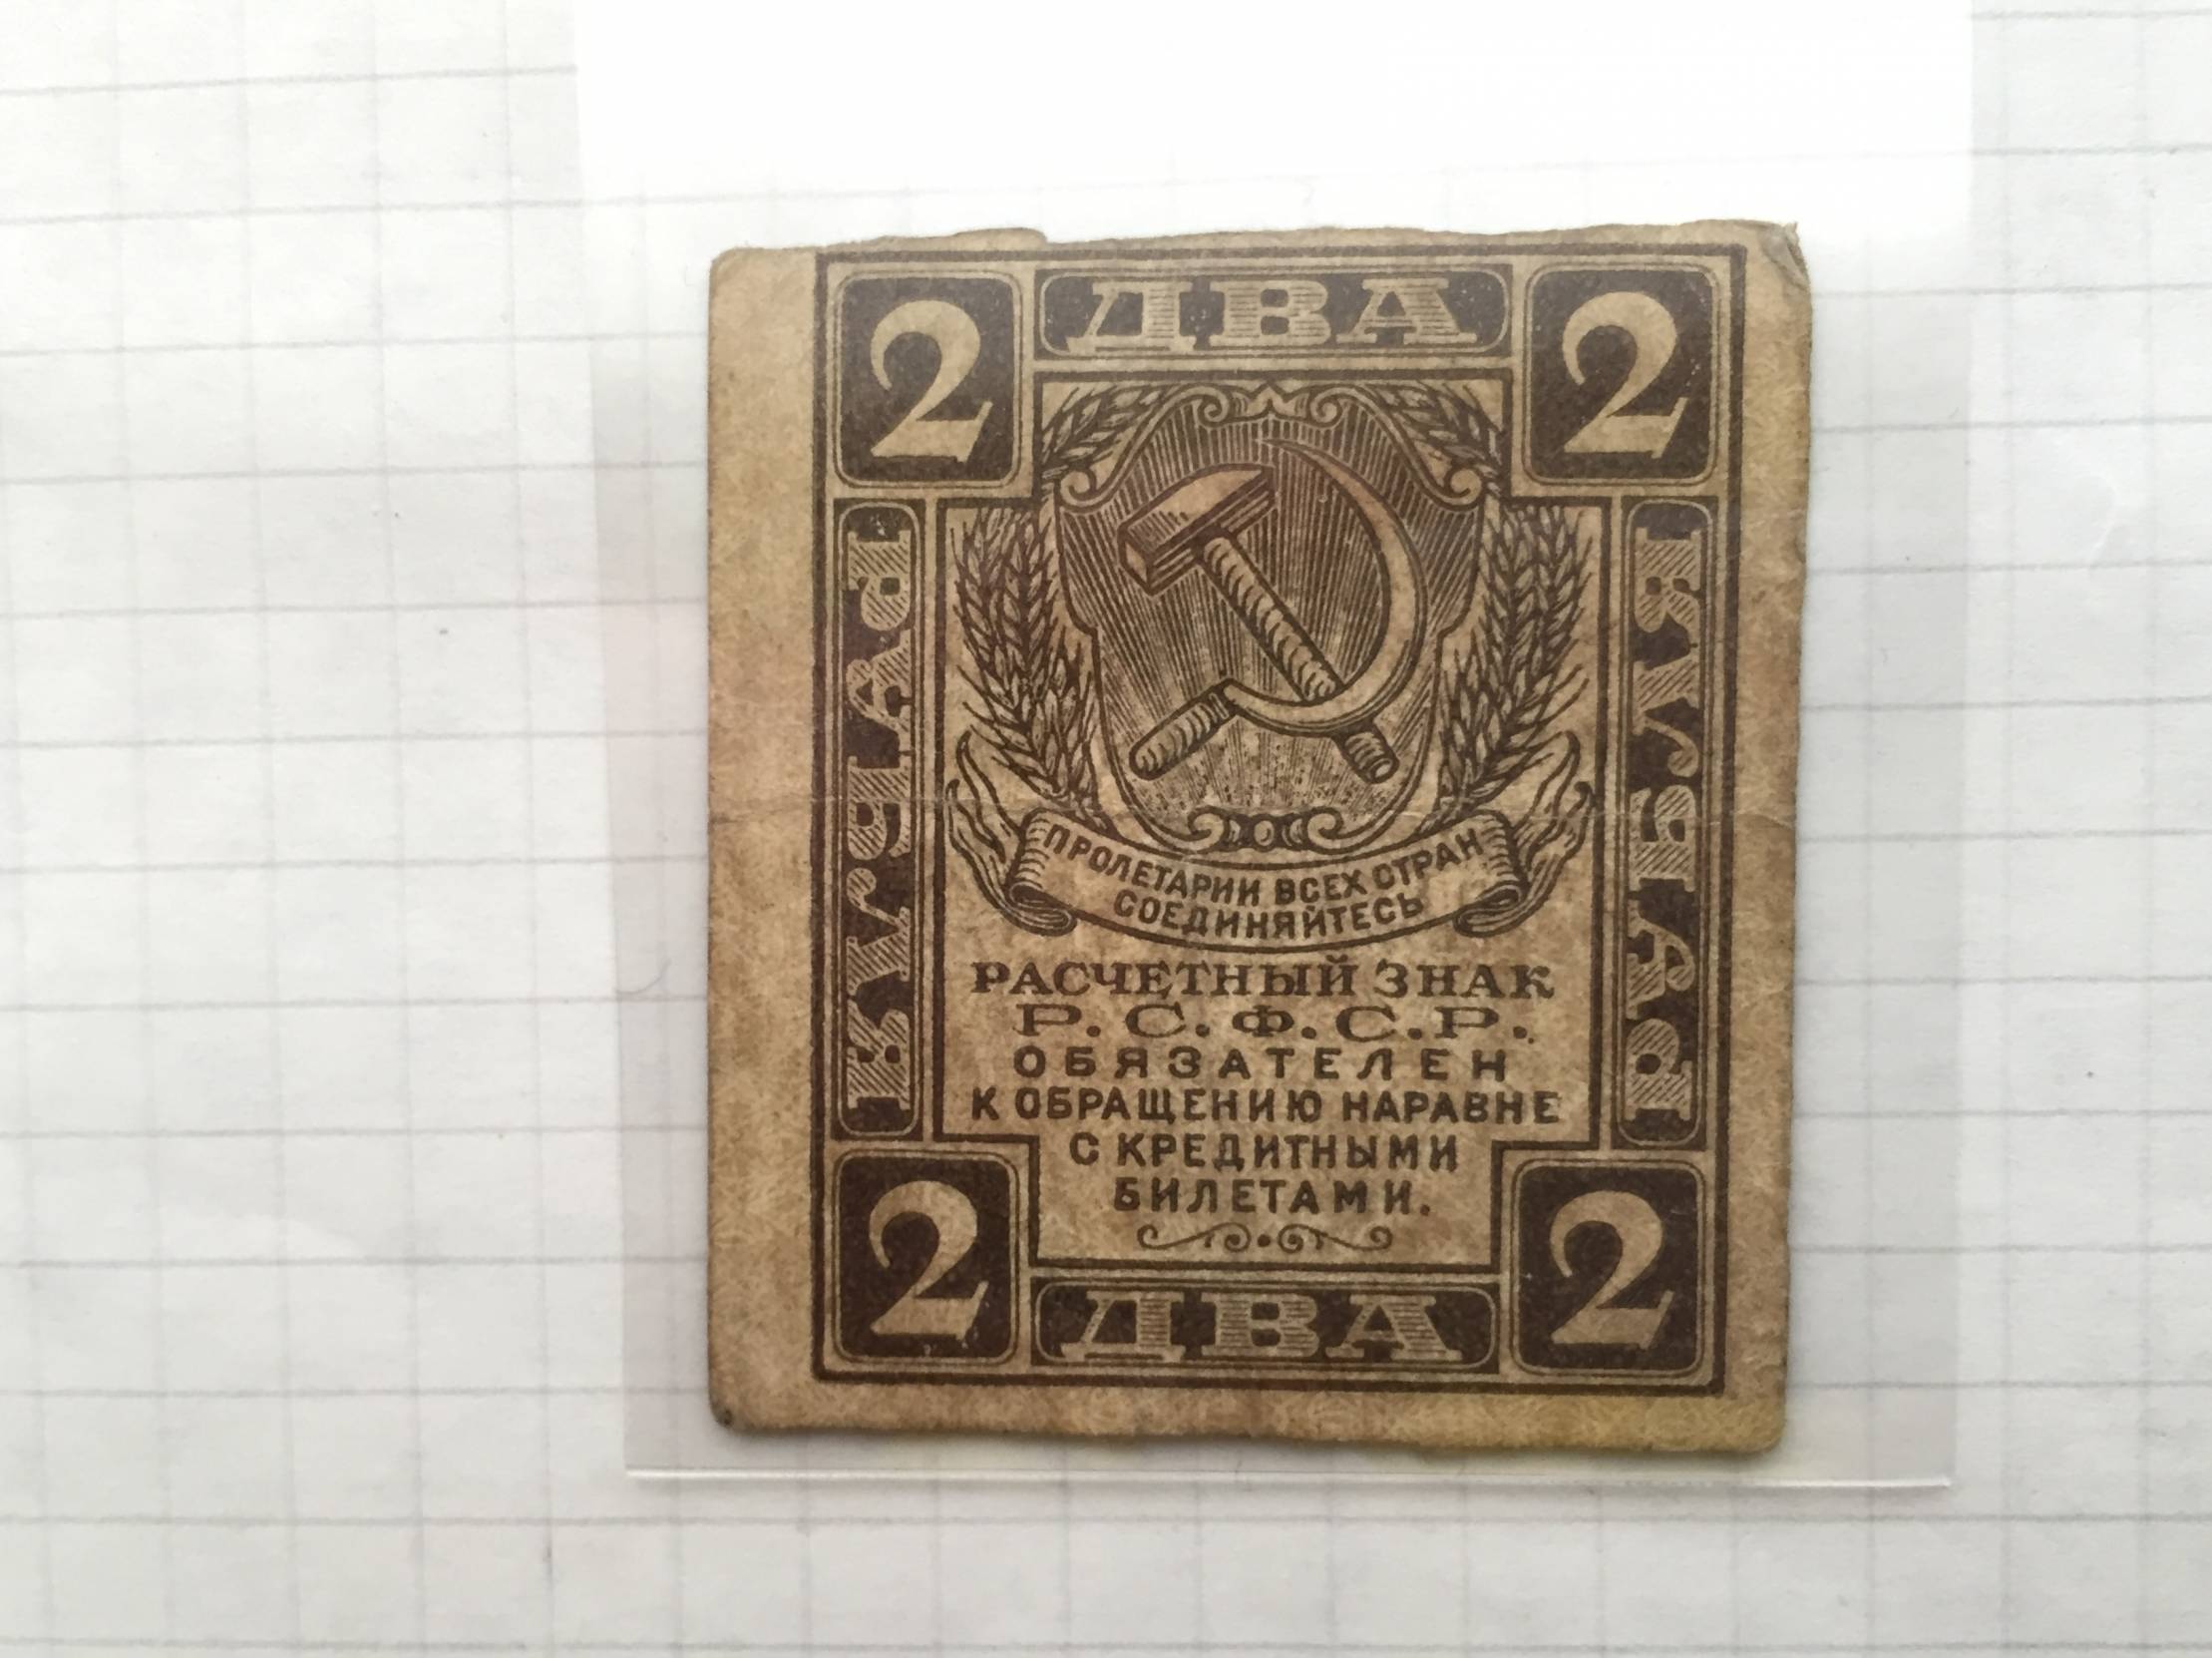 2 ДВА 2
РУБЛЯ
РУБЛЯ
ПРОЛЕТАРИИ ВСЕХ СТРАН
СОЕДИНЯЙТЕСЬ
РАСЧЕТНЫЙ ЗНАК
Р. С. Ф. С. Р.
ОБЯЗАТЕЛЕН
К ОБРАЩЕНИЮ НАРАВНЕ
С КРЕДИТНЫМИ
БИЛЕТАМИ.
2 ДВА 2